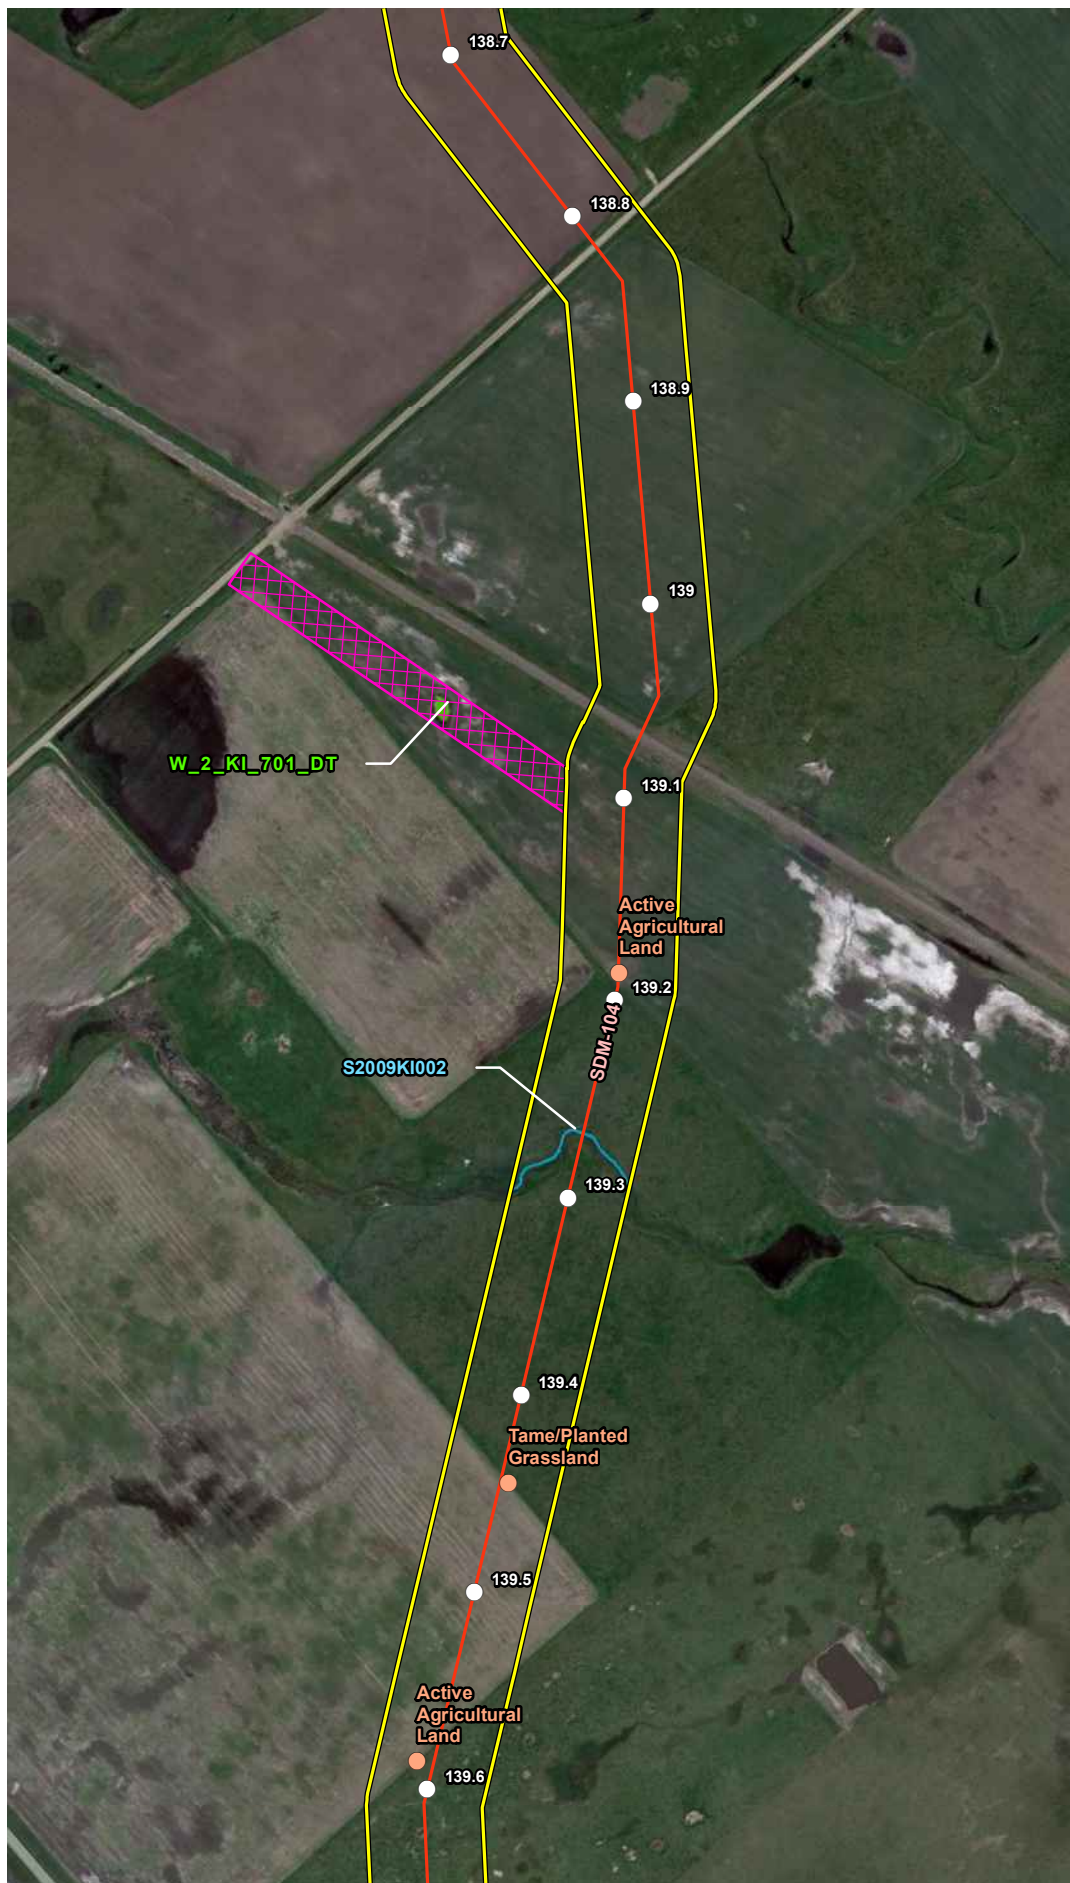 138.7
138.8
138.9
139
W_2_KI_701_DT
139.1
Active
Agricultural
Land
139.2
SDM-104
S2009KI002
139.3
139.4
Tame/Planted
Grassland
139.5
Active
Agricultural
Land
139.6